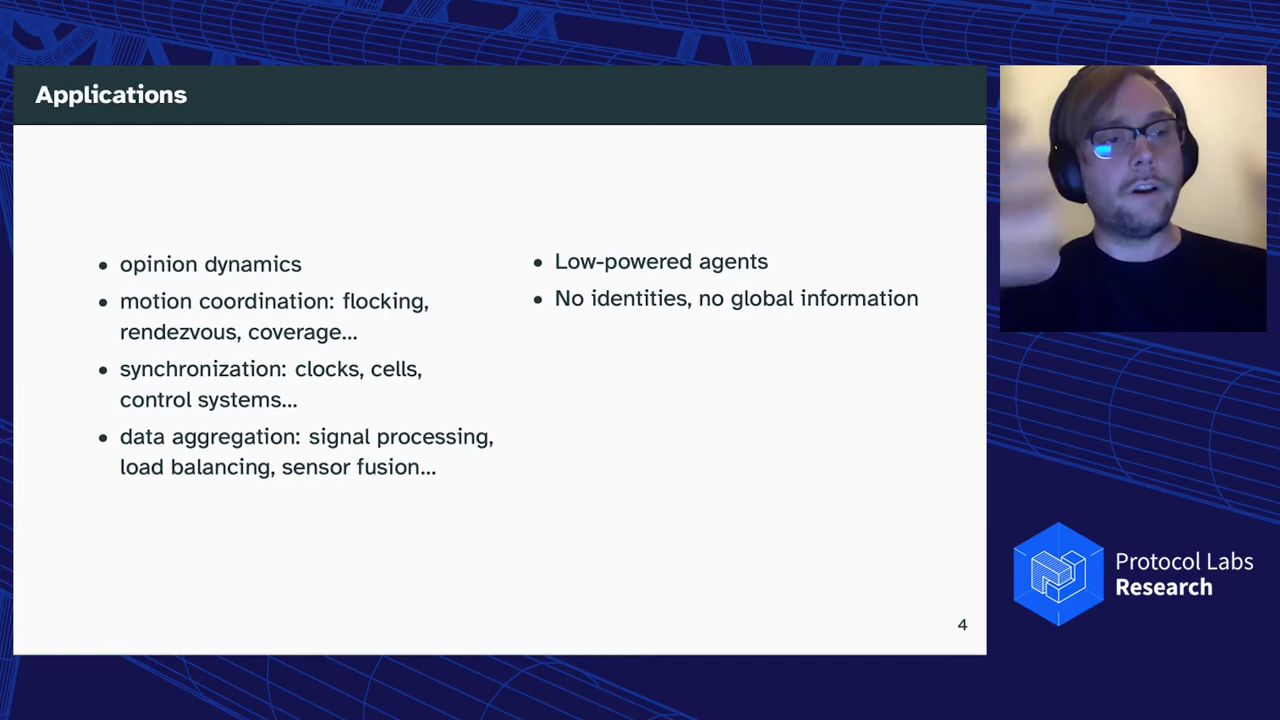 Applications
• opinion dynamics
• motion coordination: flocking,
rendezvous, coverage...
• synchronization: clocks, cells,
control systems...
• data aggregation: signal processing,
load balancing, sensor fusion...
• Low-powered agents
• No identities, no global information
4
Protocol Labs
Research